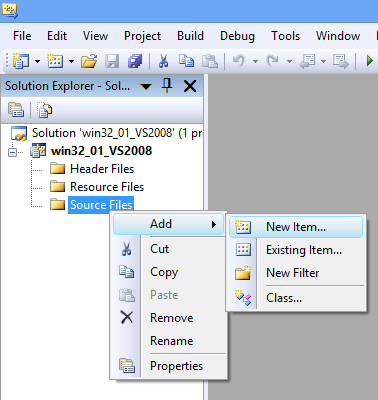 File Edit View Project Build Debug Tools Window
Solution Explorer - Sol...
Solution 'win32_01_VS2008' (1 pr
win32_01_VS2008
Header Files
Resource Files
Source Files
Add
Cut
Copy
Paste
Remove
Rename
Properties
New Item...
Existing Item...
New Filter
Class...